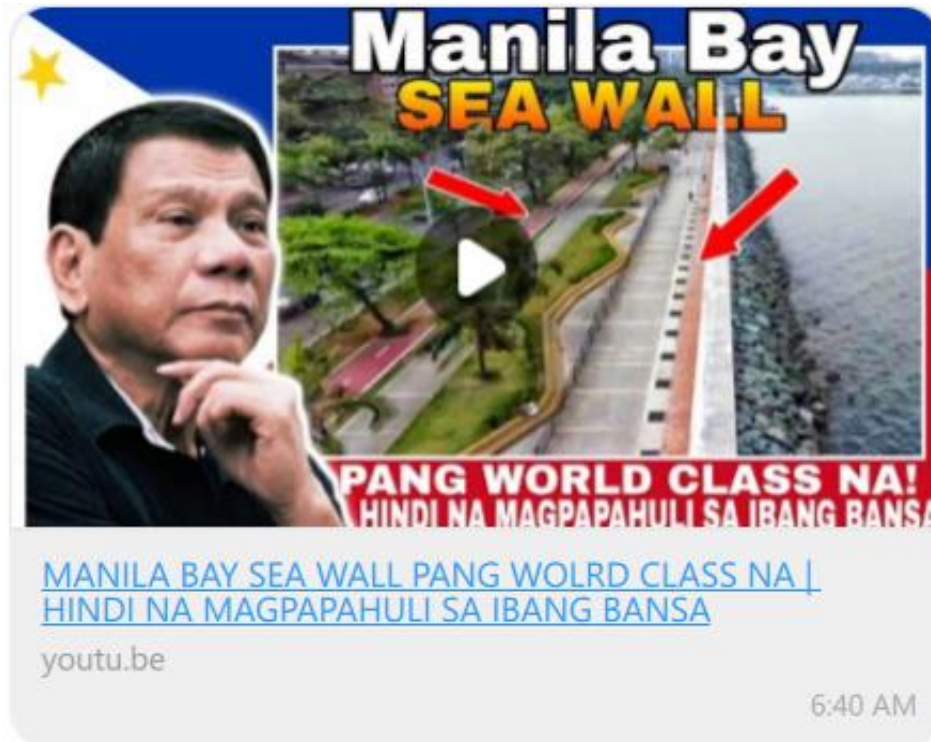 Manila Bay
SEA WALL
PANG WORLD CLASS NA!
HINDI NA MAGPAPAHULI SA IBANG BANSA
MANILA BAY SEA WALL PANG WOLRD CLASS NA |
HINDI NA MAGPAPAHULI SA IBANG BANSA
youtu.be
6:40 AM